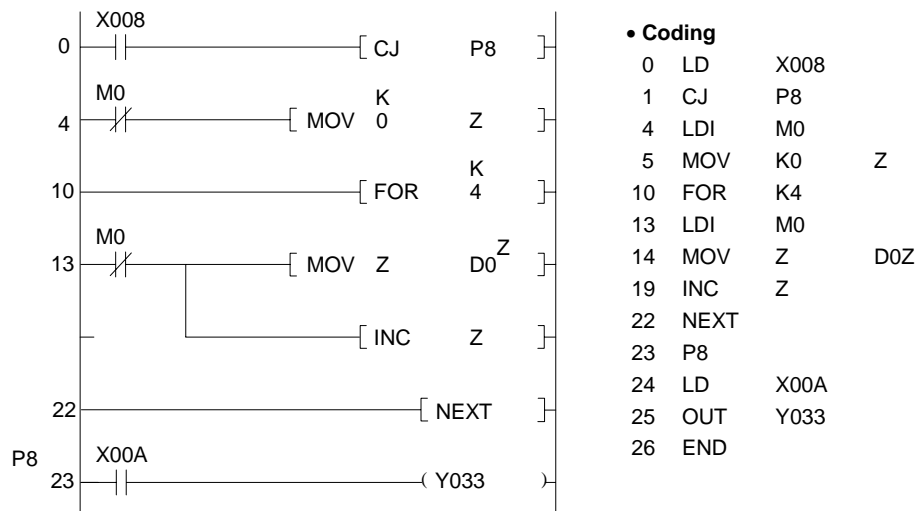 X008
0 CJ P8
M0
K
4 MOV 0 Z
K
10 FOR 4
M0
Z
13 MOV Z D0
INC Z
22 NEXT
P8 X00A
23 Y033
• Coding
0 LD X008
1 CJ P8
4 LDI M0
5 MOV K0 Z
10 FOR K4
13 LDI M0
14 MOV Z D0Z
19 INC Z
22 NEXT
23 P8
24 LD X00A
25 OUT Y033
26 END